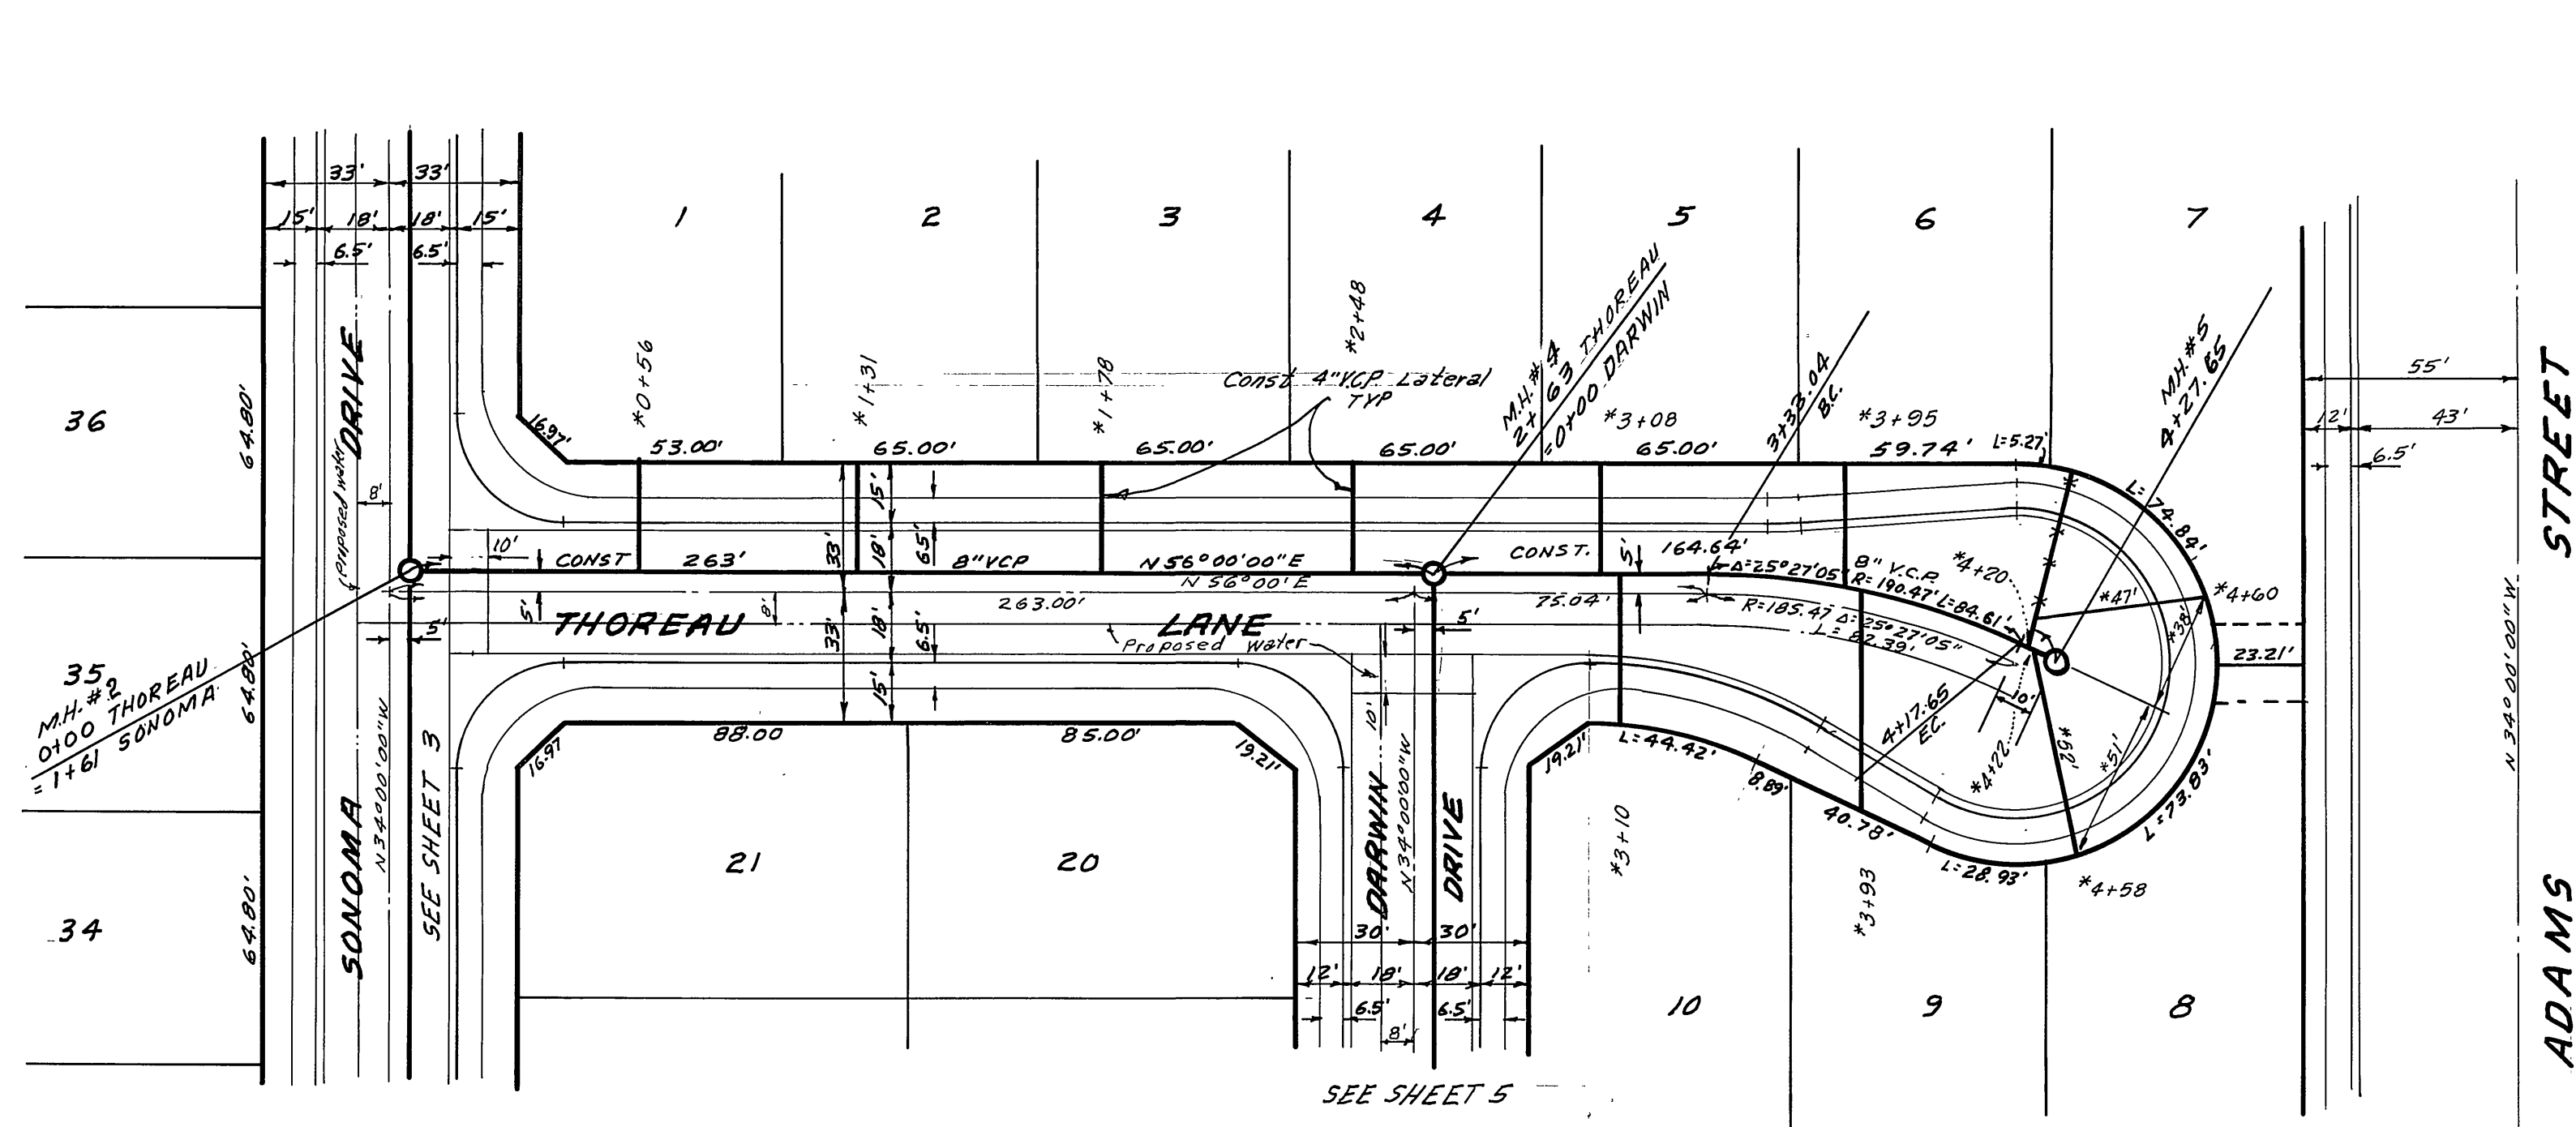 33' 33'
15' 18' 18' 15'
6.5' 6.5'
1
2
3
4
5
6
7
36
35
34
64.80'
64.80'
64.80'
SONOMA DRIVE
Proposed water
8'
N34°00'00"W
SEE SHEET 3
M.H. #2
0+00 THOREAU
= 1+61 SONOMA
5'
16.97'
*0+56
*1+31
*1+78
*2+48
Const 4"VCP Lateral
TYP
M.H. #4
2+63 THOREAU
=0+00 DARWIN
*3+08
3+33.04
B.C.
*3+95
M.H. #5
4+27.65
53.00'
65.00'
65.00'
65.00'
65.00'
59.74'
L=5.27'
L=74.84'
10'
CONST 263' 8"VCP N56°00'00"E
N 56°00'E
CONST. 164.64'
33' 15' 18' 6.5'
33' 18' 15' 6.5'
5'
5'
Δ=25°27'05" R=190.47' L=84.61'
8" V.C.P.
R=185.47 Δ=25°27'05"
L=82.39'
THOREAU LANE
8'
263.00'
75.04'
5'
Proposed Water
10'
*4+20
*47'
*4+60
*38'
23.21'
10'
4+17.65
E.C.
*4+22
*52'
*51'
L=73.83'
16.97
88.00
85.00'
19.21'
19.21'
L=44.42'
8.89'
40.78'
L=28.93'
*3+10
*3+93
*4+58
21
20
DARWIN DRIVE
N34°00'00"W
30' 30'
12' 18' 18' 12'
6.5' 6.5'
8'
10
9
8
SEE SHEET 5
55'
12' 43'
6.5'
N 34°00'00"W
ADAMS STREET